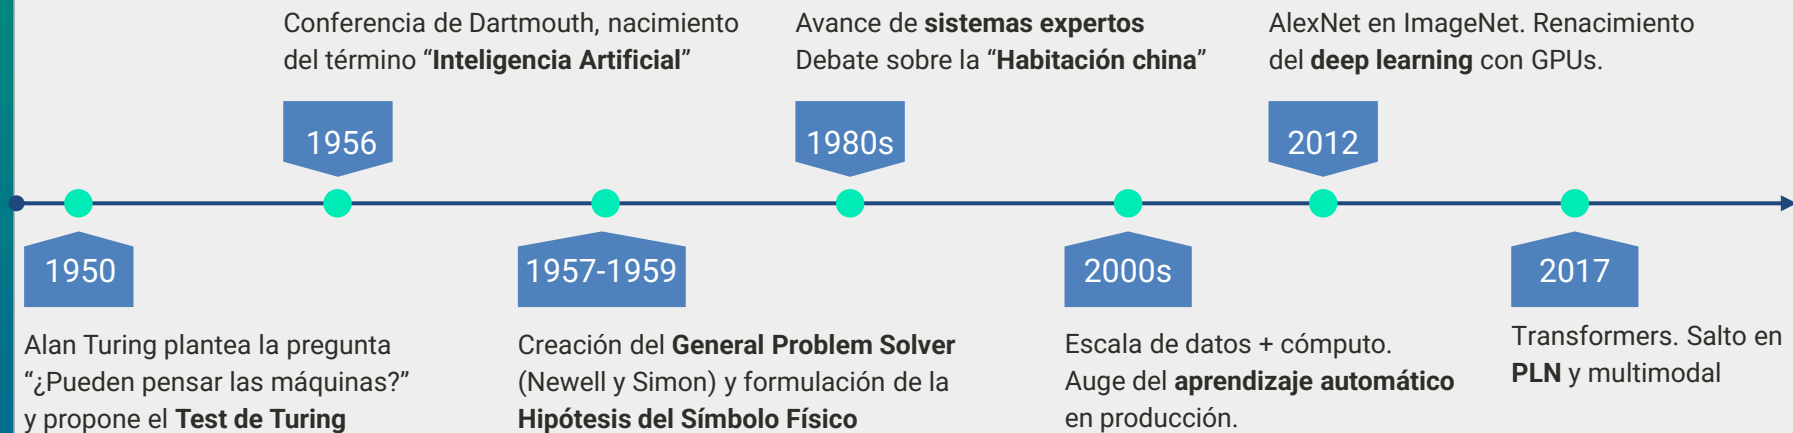 Conferencia de Dartmouth, nacimiento
del término “Inteligencia Artificial”
Avance de sistemas expertos
Debate sobre la “Habitación china”
AlexNet en ImageNet. Renacimiento
del deep learning con GPUs.
1956
1980s
2012
1950
1957-1959
2000s
2017
Alan Turing plantea la pregunta
“¿Pueden pensar las máquinas?”
y propone el Test de Turing
Creación del General Problem Solver
(Newell y Simon) y formulación de la
Hipótesis del Símbolo Físico
Escala de datos + cómputo.
Auge del aprendizaje automático
en producción.
Transformers. Salto en
PLN y multimodal